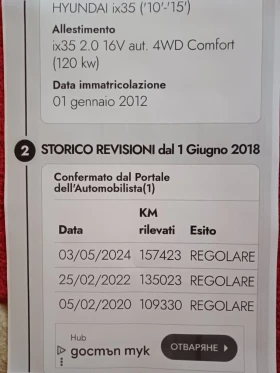 HYUNDAI ix35 ('10'-'15')
Allestimento
ix35 2.0 16V aut. 4WD Comfort
(120 kw)
Data immatricolazione
01 gennaio 2012
2 STORICO REVISIONI dal 1 Giugno 2018
Confermato dal Portale
dell'Automobilista(1)
Data KM rilevati Esito
03/05/2024 157423 REGOLARE
25/02/2022 135023 REGOLARE
05/02/2020 109330 REGOLARE
Hub
достъп тук
ОТВАРЯНЕ